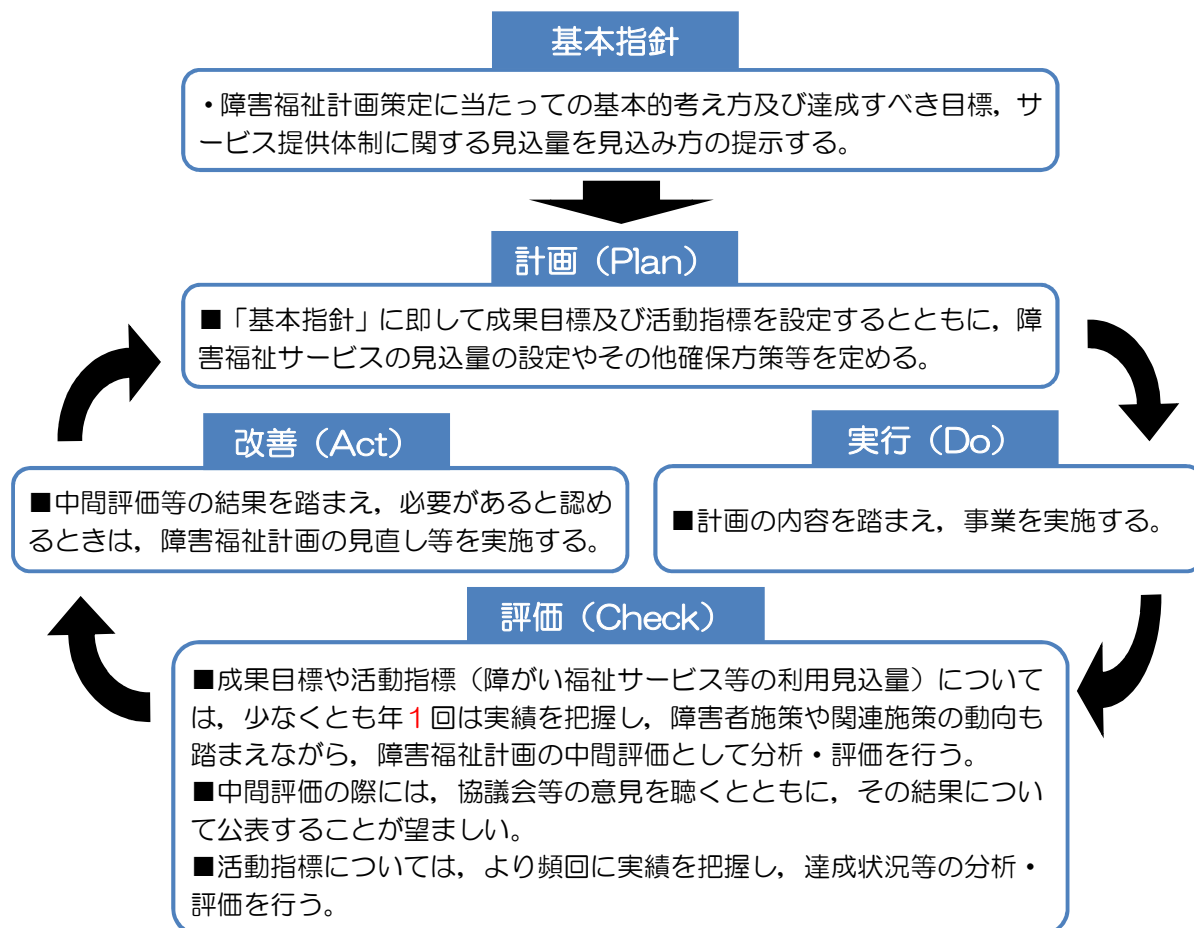 基本指針
・障害福祉計画策定に当たっての基本的考え方及び達成すべき目標，サ
ービス提供体制に関する見込量を見込み方の提示する。
計画（Plan）
■「基本指針」に即して成果目標及び活動指標を設定するとともに，障
害福祉サービスの見込量の設定やその他確保方策等を定める。
改善（Act）
■中間評価等の結果を踏まえ，必要があると認め
るときは，障害福祉計画の見直し等を実施する。
実行（Do）
■計画の内容を踏まえ，事業を実施する。
評価（Check）
■成果目標や活動指標（障がい福祉サービス等の利用見込量）について
は，少なくとも年１回は実績を把握し，障害者施策や関連施策の動向も
踏まえながら，障害福祉計画の中間評価として分析・評価を行う。
■中間評価の際には，協議会等の意見を聴くとともに，その結果につい
て公表することが望ましい。
■活動指標については，より頻回に実績を把握し，達成状況等の分析・
評価を行う。